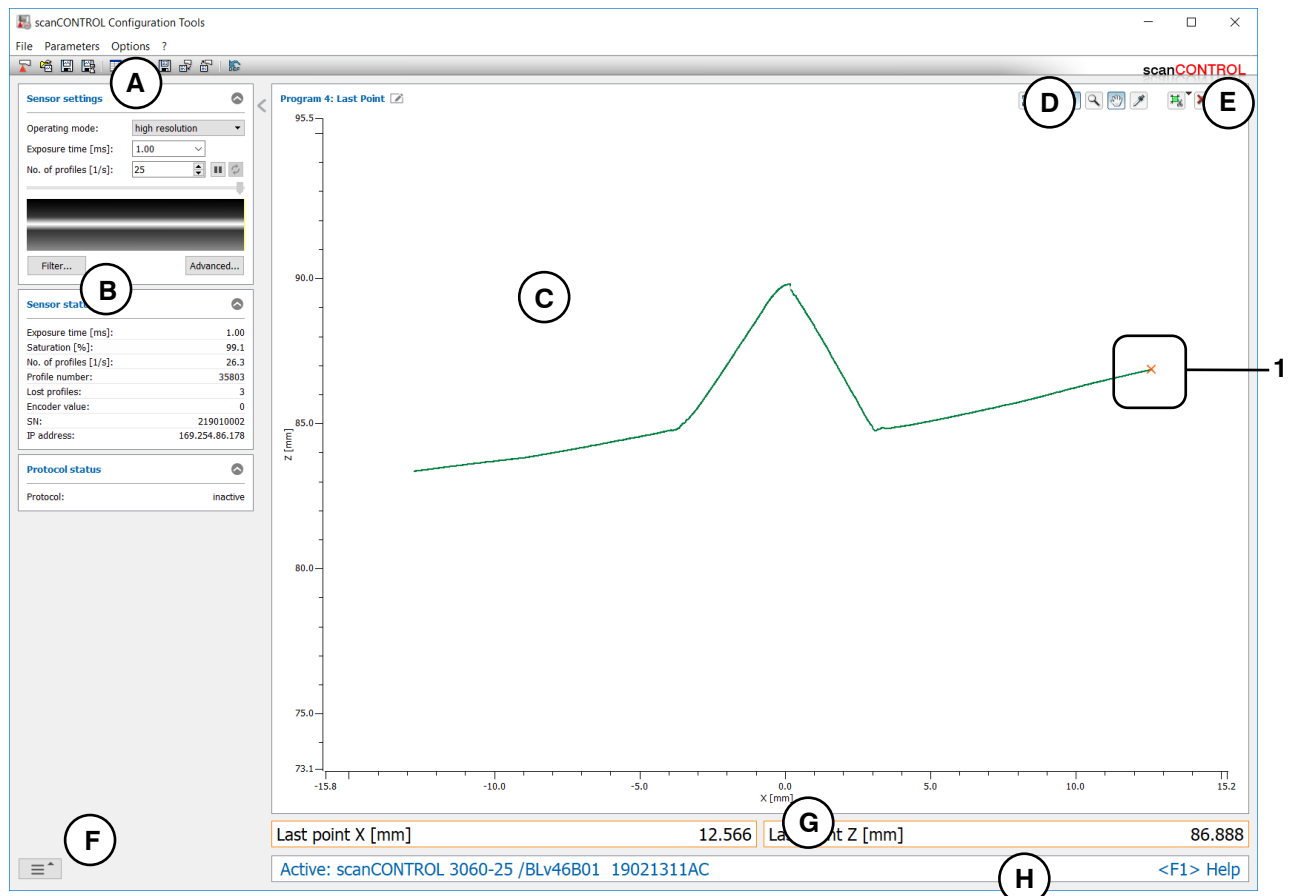 scanCONTROL Configuration Tools
File Parameters Options ?
A
scanCONTROL
Sensor settings
Operating mode: high resolution
Exposure time [ms]: 1.00
No. of profiles [1/s]: 25
Filter... Advanced...
B
Sensor
Exposure time [ms]: 1.00
Saturation [%]: 99.1
No. of profiles [1/s]: 26.3
Profile number: 35803
Lost profiles: 3
Encoder value: 0
SN: 219010002
IP address: 169.254.86.178
Protocol status
Protocol: inactive
F
Program 4: Last Point
D
E
95.5
90.0
85.0
80.0
75.0
73.1
Z [mm]
C
1
-15.8 -10.0 -5.0 0.0 5.0 10.0 15.2
X [mm]
Last point X [mm] 12.566
G
Z [mm] 86.888
Active: scanCONTROL 3060-25 /BLv46B01 19021311AC
H
<F1> Help